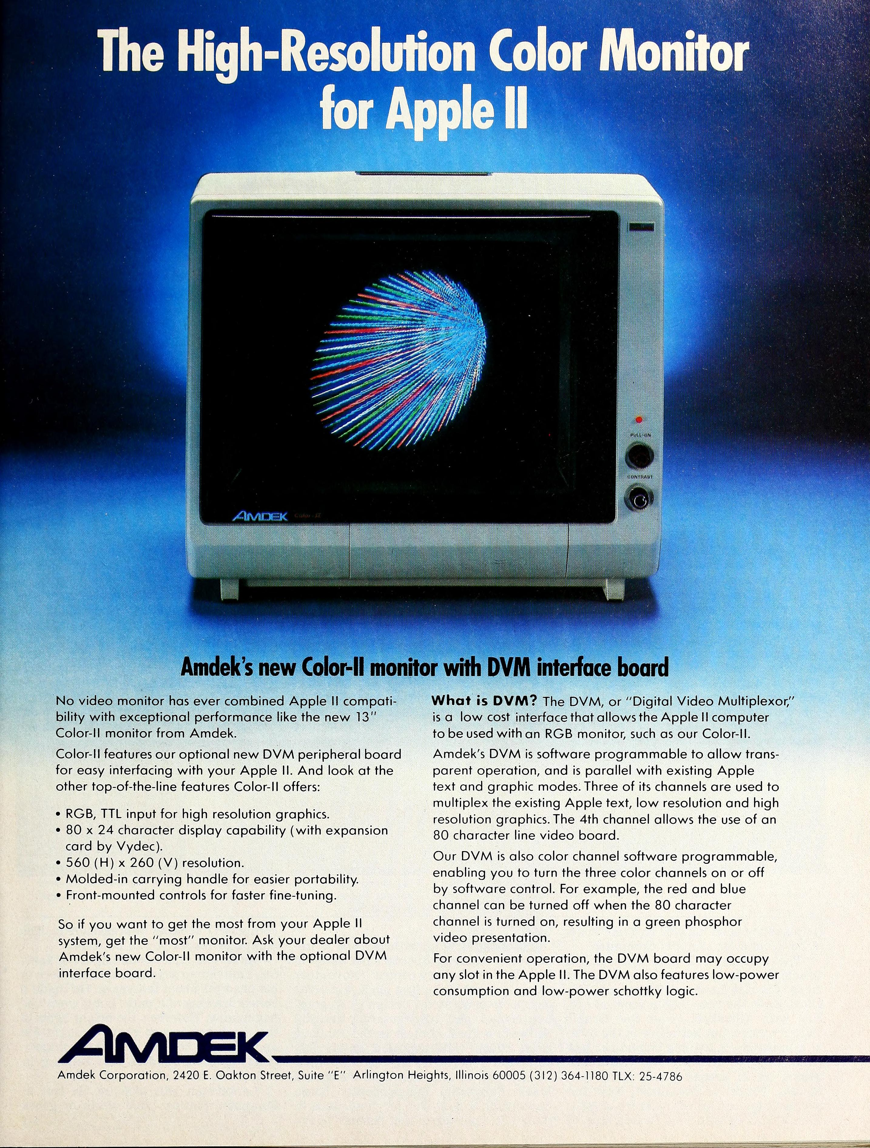 The High-Resolution Color Monitor
for Apple II
PULL-ON
CONTRAST
AMDEK
Amdek's new Color-II monitor with DVM interface board
No video monitor has ever combined Apple II compati-
bility with exceptional performance like the new 13"
Color-II monitor from Amdek.
Color-II features our optional new DVM peripheral board
for easy interfacing with your Apple II. And look at the
other top-of-the-line features Color-II offers:
• RGB, TTL input for high resolution graphics.
• 80 x 24 character display capability (with expansion
card by Vydec).
• 560 (H) x 260 (V) resolution.
• Molded-in carrying handle for easier portability.
• Front-mounted controls for faster fine-tuning.
So if you want to get the most from your Apple II
system, get the "most" monitor. Ask your dealer about
Amdek's new Color-II monitor with the optional DVM
interface board.
What is DVM? The DVM, or "Digital Video Multiplexor,"
is a low cost interface that allows the Apple II computer
to be used with an RGB monitor, such as our Color-II.
Amdek's DVM is software programmable to allow trans-
parent operation, and is parallel with existing Apple
text and graphic modes. Three of its channels are used to
multiplex the existing Apple text, low resolution and high
resolution graphics. The 4th channel allows the use of an
80 character line video board.
Our DVM is also color channel software programmable,
enabling you to turn the three color channels on or off
by software control. For example, the red and blue
channel can be turned off when the 80 character
channel is turned on, resulting in a green phosphor
video presentation.
For convenient operation, the DVM board may occupy
any slot in the Apple II. The DVM also features low-power
consumption and low-power schottky logic.
AMDEK
Amdek Corporation, 2420 E. Oakton Street, Suite "E" Arlington Heights, Illinois 60005 (312) 364-1180 TLX: 25-4786